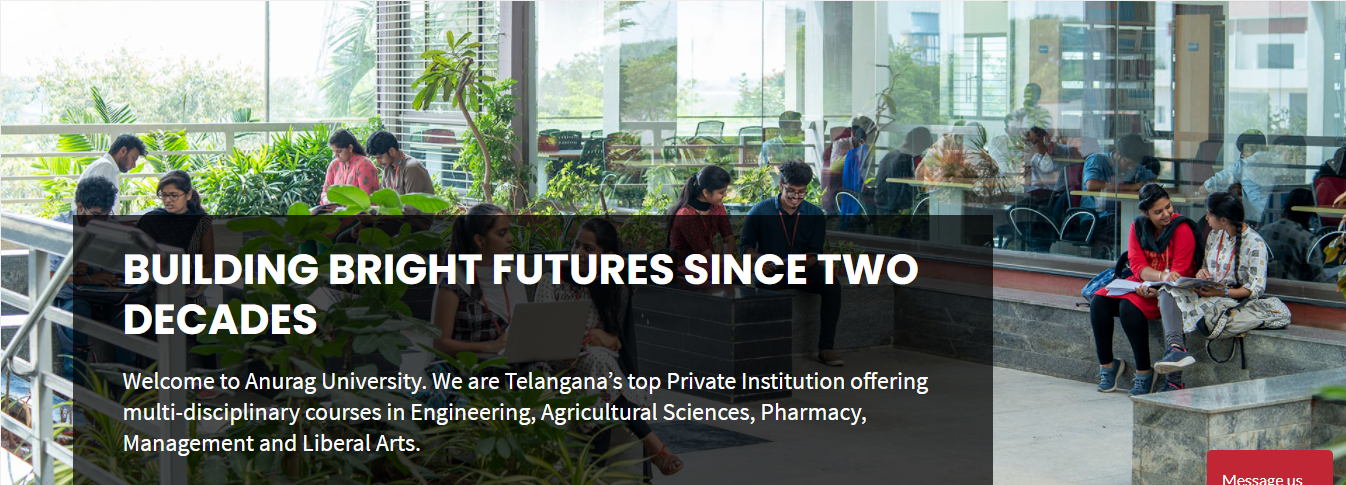 BUILDING BRIGHT FUTURES SINCE TWO
DECADES
Welcome to Anurag University. We are Telangana’s top Private Institution offering
multi-disciplinary courses in Engineering, Agricultural Sciences, Pharmacy,
Management and Liberal Arts.
Message us